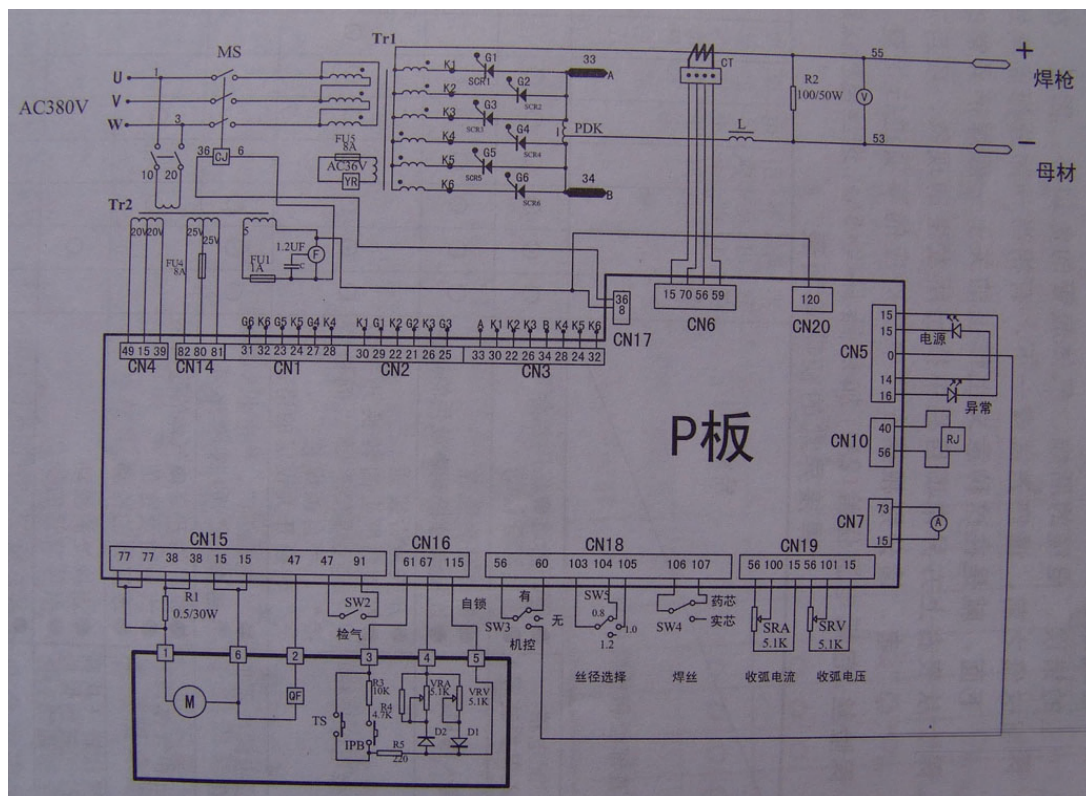 Tr1
MS
U 1
V
W 3
AC380V
36 CJ 6
10 20
FU5
8A
AC36V
YR
K1 G1
SCR1
K2 G2
SCR2
K3 G3
SCR3
K4 G4
SCR4
K5 G5
SCR5
K6 G6
SCR6
33
A
1 PDK
34
B
CT
L
R2
100/50W
V
55
+
焊枪
53
−
母材
Tr2
20V 20V
25V 25V
FU4
8A
5
FU1
1A
1.2UF
C
F
36
8
CN17
15 70 56 59
CN6
120
CN20
49 15 39
CN4
82 80 81
CN14
G6 K6 G5 K5 G4 K4
31 32 23 24 27 28
CN1
K1 G1 K2 G2 K3 G3
30 29 22 21 26 25
CN2
A K1 K2 K3 B K4 K5 K6
33 30 22 26 34 28 24 32
CN3
P板
15
15
0
14
16
CN5
电源
异常
40
56
CN10
RJ
73
15
CN7
A
CN15
77 77 38 38 15 15 47 47 91
CN16
61 67 115
CN18
56 60 103 104 105 106 107
CN19
56 100 15 56 101 15
R1
0.5/30W
SW2
检气
自锁
有
无
SW3
机控
SW5
0.8
1.0
1.2
丝径选择
SW4
药芯
实芯
焊丝
SRA
5.1K
收弧电流
SRV
5.1K
收弧电压
1 6 2 3 4 5
M
QF
TS
R3
10K
R4
4.7K
IPB
R5
220
VRA
5.1K
VRV
5.1K
D2 D1